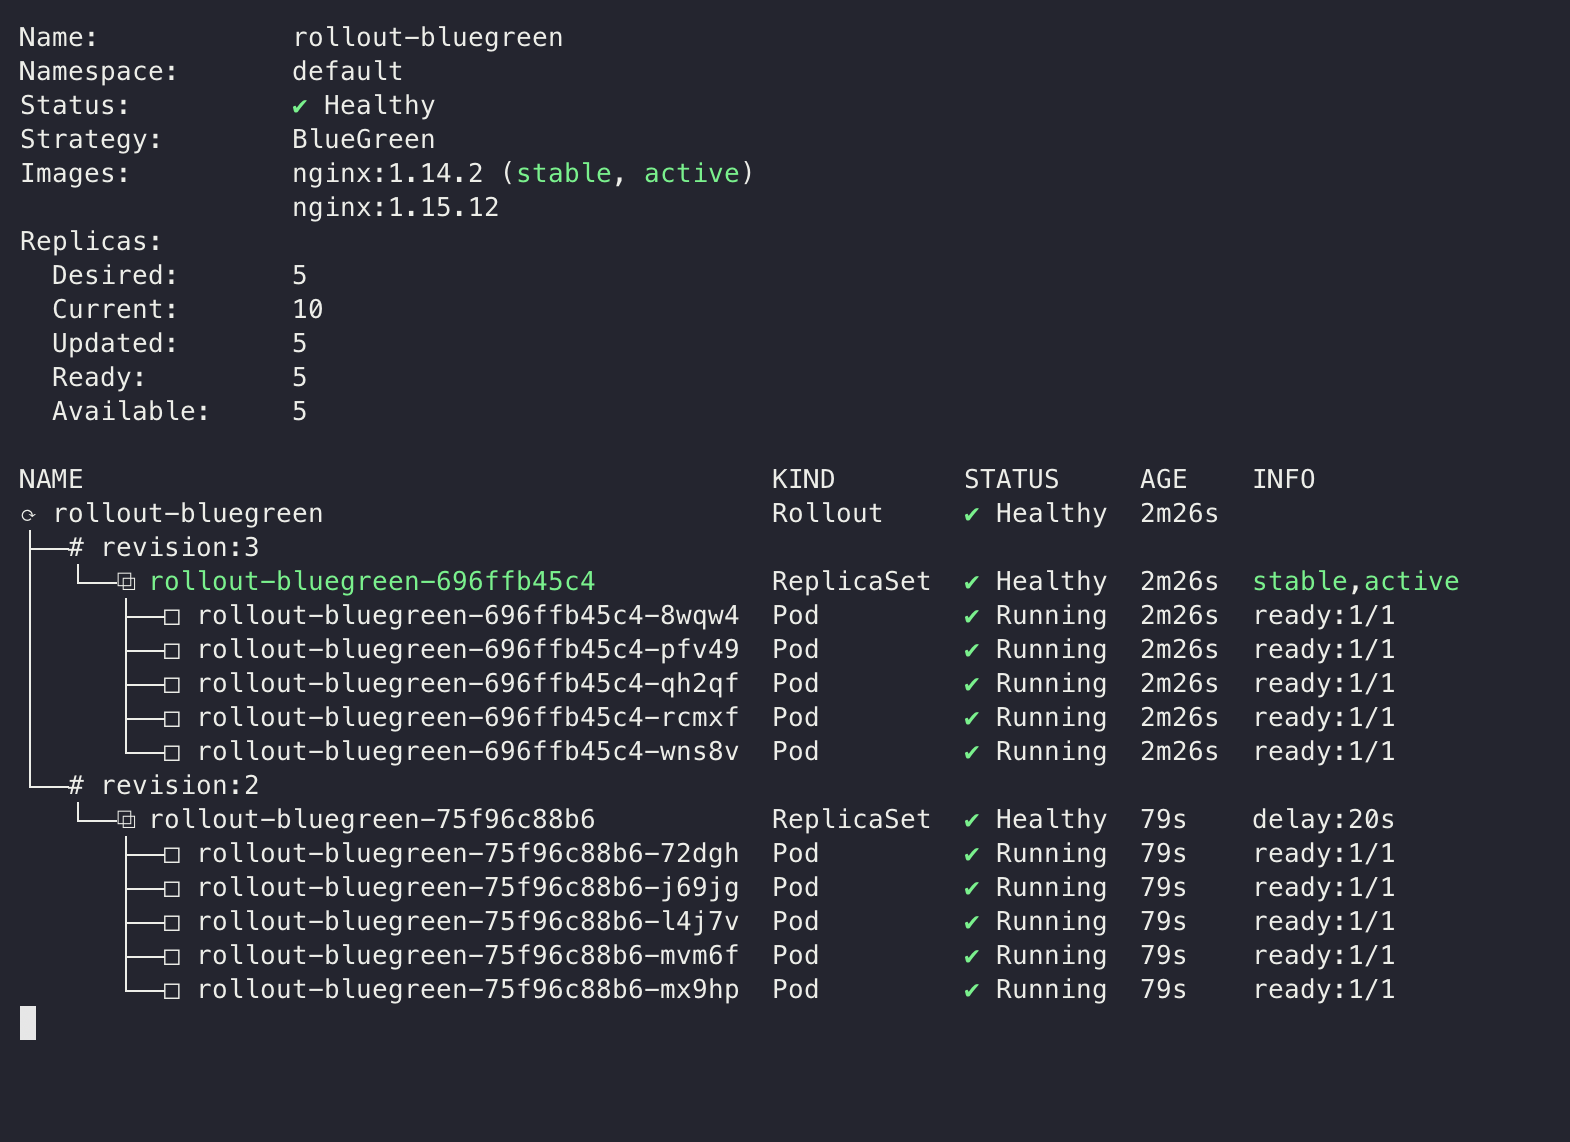 Name: rollout-bluegreen
Namespace: default
Status: ✔ Healthy
Strategy: BlueGreen
Images: nginx:1.14.2 (stable, active)
nginx:1.15.12
Replicas:
Desired: 5
Current: 10
Updated: 5
Ready: 5
Available: 5
NAME KIND STATUS AGE INFO
⟳ rollout-bluegreen Rollout ✔ Healthy 2m26s
├──# revision:3
│  └──⧉ rollout-bluegreen-696ffb45c4 ReplicaSet ✔ Healthy 2m26s stable,active
│     ├──□ rollout-bluegreen-696ffb45c4-8wqw4 Pod ✔ Running 2m26s ready:1/1
│     ├──□ rollout-bluegreen-696ffb45c4-pfv49 Pod ✔ Running 2m26s ready:1/1
│     ├──□ rollout-bluegreen-696ffb45c4-qh2qf Pod ✔ Running 2m26s ready:1/1
│     ├──□ rollout-bluegreen-696ffb45c4-rcmxf Pod ✔ Running 2m26s ready:1/1
│     └──□ rollout-bluegreen-696ffb45c4-wns8v Pod ✔ Running 2m26s ready:1/1
└──# revision:2
   └──⧉ rollout-bluegreen-75f96c88b6 ReplicaSet ✔ Healthy 79s delay:20s
      ├──□ rollout-bluegreen-75f96c88b6-72dgh Pod ✔ Running 79s ready:1/1
      ├──□ rollout-bluegreen-75f96c88b6-j69jg Pod ✔ Running 79s ready:1/1
      ├──□ rollout-bluegreen-75f96c88b6-l4j7v Pod ✔ Running 79s ready:1/1
      ├──□ rollout-bluegreen-75f96c88b6-mvm6f Pod ✔ Running 79s ready:1/1
      └──□ rollout-bluegreen-75f96c88b6-mx9hp Pod ✔ Running 79s ready:1/1